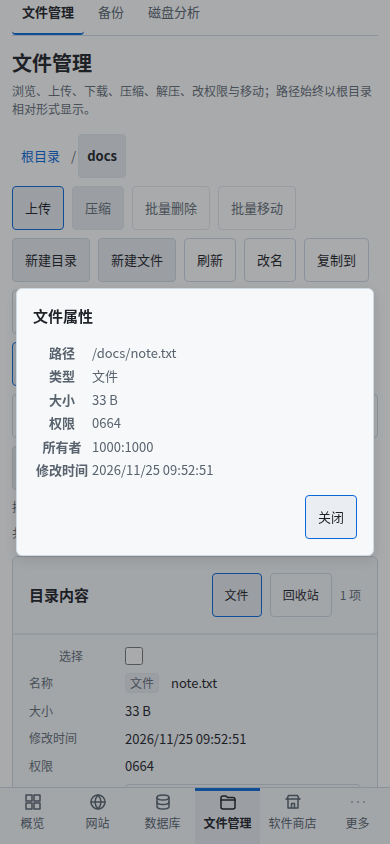 文件管理 备份 磁盘分析
文件管理
浏览、上传、下载、压缩、解压、改权限与移动；路径始终以根目录
相对形式显示。
根目录 / docs
上传 压缩 批量删除 批量移动
新建目录 新建文件 刷新 改名 复制到
文件属性
路径 /docs/note.txt
类型 文件
大小 33 B
权限 0664
所有者 1000:1000
修改时间 2026/11/25 09:52:51
关闭
目录内容 文件 回收站 1 项
选择
名称 文件 note.txt
大小 33 B
修改时间 2026/11/25 09:52:51
权限 0664
概览 网站 数据库 文件管理 软件商店 更多